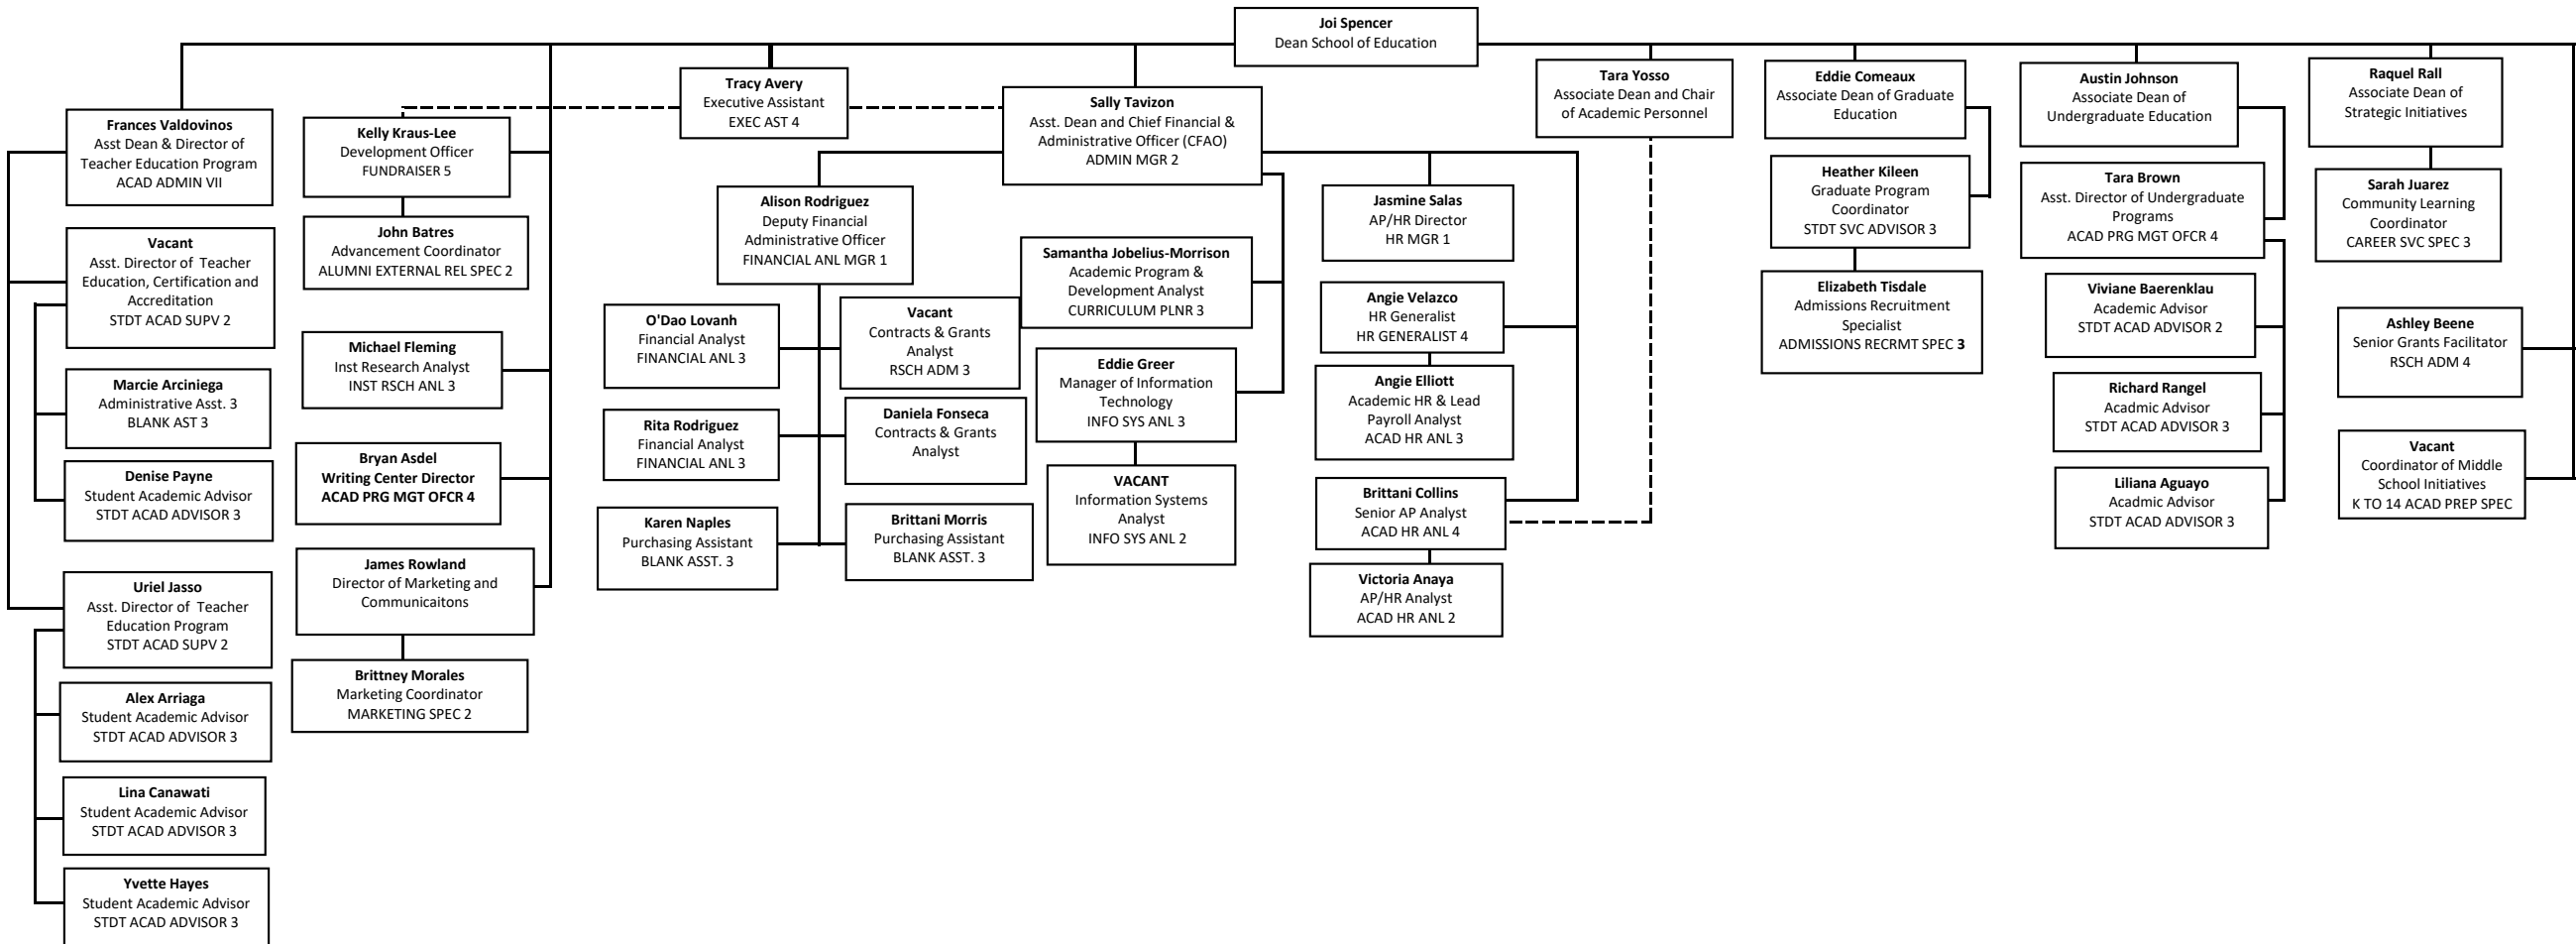 Joi Spencer
Dean School of Education
Frances Valdovinos
Asst Dean & Director of
Teacher Education Program
ACAD ADMIN VII
Vacant
Asst. Director of Teacher
Education, Certification and
Accreditation
STDT ACAD SUPV 2
Marcie Arciniega
Administrative Asst. 3
BLANK AST 3
Denise Payne
Student Academic Advisor
STDT ACAD ADVISOR 3
Uriel Jasso
Asst. Director of Teacher
Education Program
STDT ACAD SUPV 2
Alex Arriaga
Student Academic Advisor
STDT ACAD ADVISOR 3
Lina Canawati
Student Academic Advisor
STDT ACAD ADVISOR 3
Yvette Hayes
Student Academic Advisor
STDT ACAD ADVISOR 3
Kelly Kraus-Lee
Development Officer
FUNDRAISER 5
John Batres
Advancement Coordinator
ALUMNI EXTERNAL REL SPEC 2
Michael Fleming
Inst Research Analyst
INST RSCH ANL 3
Bryan Asdel
Writing Center Director
ACAD PRG MGT OFCR 4
James Rowland
Director of Marketing and
Communicaitons
Brittney Morales
Marketing Coordinator
MARKETING SPEC 2
Tracy Avery
Executive Assistant
EXEC AST 4
Sally Tavizon
Asst. Dean and Chief Financial &
Administrative Officer (CFAO)
ADMIN MGR 2
Alison Rodriguez
Deputy Financial
Administrative Officer
FINANCIAL ANL MGR 1
O'Dao Lovanh
Financial Analyst
FINANCIAL ANL 3
Vacant
Contracts & Grants
Analyst
RSCH ADM 3
Rita Rodriguez
Financial Analyst
FINANCIAL ANL 3
Daniela Fonseca
Contracts & Grants
Analyst
Karen Naples
Purchasing Assistant
BLANK ASST. 3
Brittani Morris
Purchasing Assistant
BLANK ASST. 3
Samantha Jobelius-Morrison
Academic Program &
Development Analyst
CURRICULUM PLNR 3
Eddie Greer
Manager of Information
Technology
INFO SYS ANL 3
VACANT
Information Systems
Analyst
INFO SYS ANL 2
Jasmine Salas
AP/HR Director
HR MGR 1
Angie Velazco
HR Generalist
HR GENERALIST 4
Angie Elliott
Academic HR & Lead
Payroll Analyst
ACAD HR ANL 3
Brittani Collins
Senior AP Analyst
ACAD HR ANL 4
Victoria Anaya
AP/HR Analyst
ACAD HR ANL 2
Tara Yosso
Associate Dean and Chair
of Academic Personnel
Eddie Comeaux
Associate Dean of Graduate
Education
Heather Kileen
Graduate Program
Coordinator
STDT SVC ADVISOR 3
Elizabeth Tisdale
Admissions Recruitment
Specialist
ADMISSIONS RECRMT SPEC 3
Austin Johnson
Associate Dean of
Undergraduate Education
Tara Brown
Asst. Director of Undergraduate
Programs
ACAD PRG MGT OFCR 4
Viviane Baerenklau
Academic Advisor
STDT ACAD ADVISOR 2
Richard Rangel
Acadmic Advisor
STDT ACAD ADVISOR 3
Liliana Aguayo
Acadmic Advisor
STDT ACAD ADVISOR 3
Raquel Rall
Associate Dean of
Strategic Initiatives
Sarah Juarez
Community Learning
Coordinator
CAREER SVC SPEC 3
Ashley Beene
Senior Grants Facilitator
RSCH ADM 4
Vacant
Coordinator of Middle
School Initiatives
K TO 14 ACAD PREP SPEC